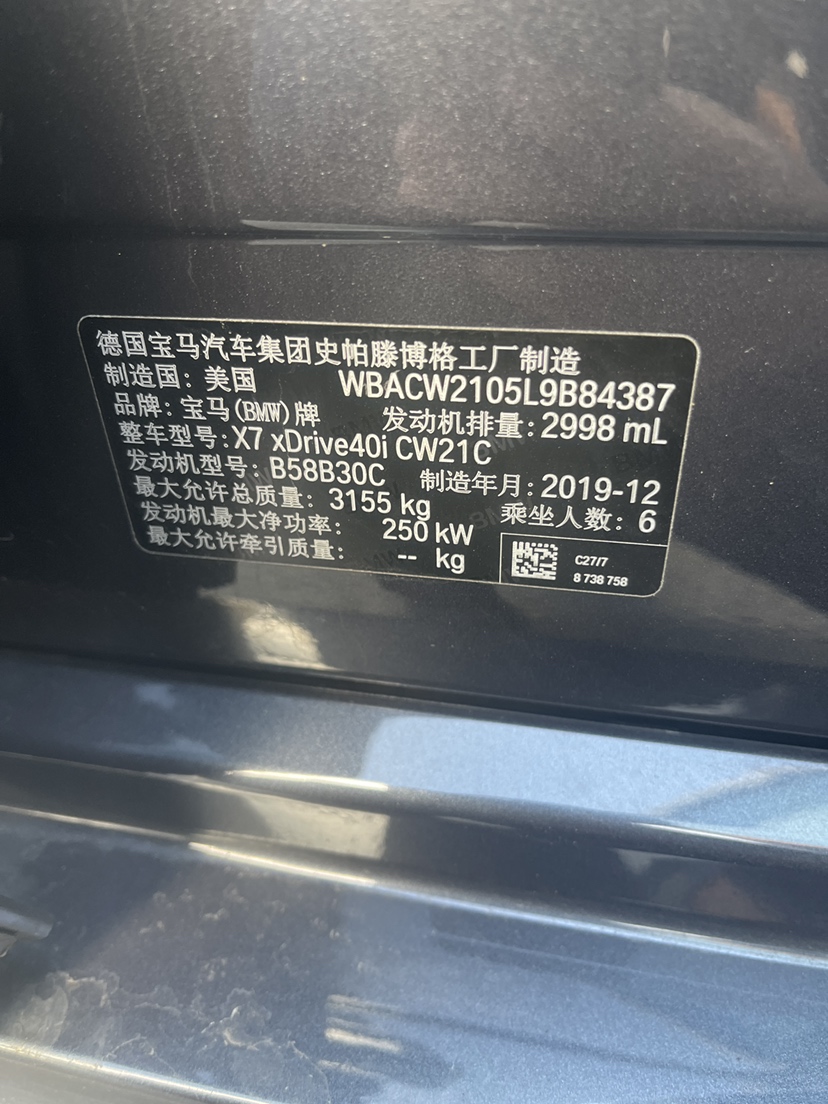 德国宝马汽车集团史帕滕博格工厂制造
制造国: 美国 WBACW2105L9B84387
品牌: 宝马(BMW)牌 发动机排量: 2998 mL
整车型号: X7 xDrive40i CW21C
发动机型号: B58B30C 制造年月: 2019-12
最大允许总质量: 3155 kg 乘坐人数: 6
发动机最大净功率: 250 kW
最大允许牵引质量: -- kg
C27/7
8 738 758